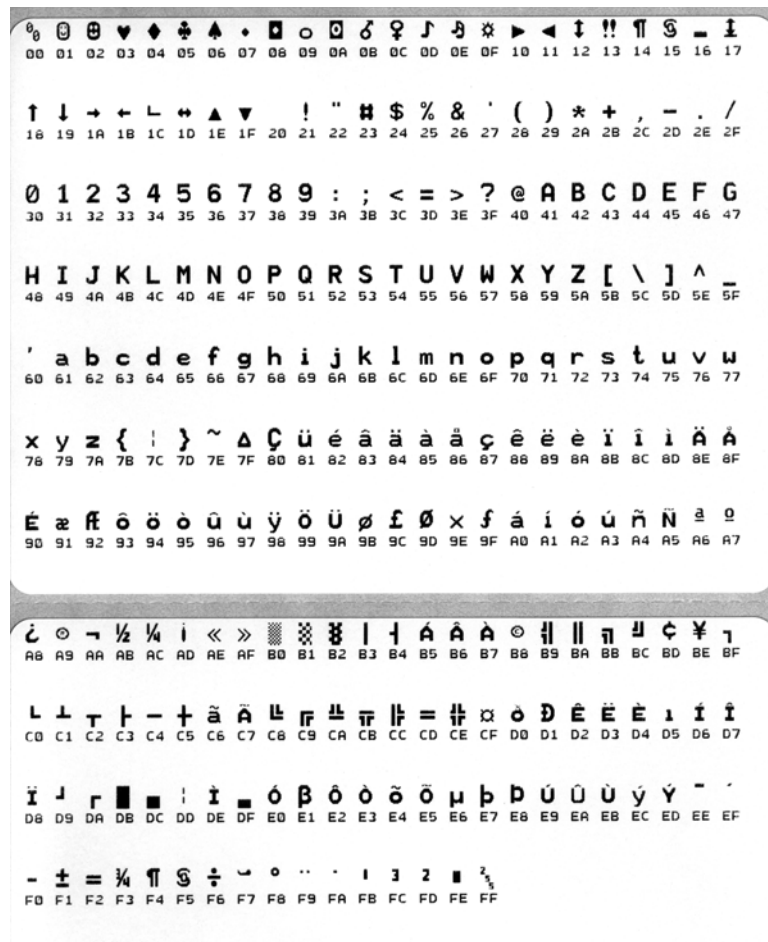 ⁰₀ ☺ ☻ ♥ ♦ ♣ ♠ • ◘ ○ ◙ ♂ ♀ ♪ ♫ ☼ ► ◄ ↕ ‼ ¶ § ▬ ↨
00 01 02 03 04 05 06 07 08 09 0A 0B 0C 0D 0E 0F 10 11 12 13 14 15 16 17
↑ ↓ → ← ∟ ↔ ▲ ▼ ! " # $ % & ' ( ) * + , - . /
18 19 1A 1B 1C 1D 1E 1F 20 21 22 23 24 25 26 27 28 29 2A 2B 2C 2D 2E 2F
0 1 2 3 4 5 6 7 8 9 : ; < = > ? @ A B C D E F G
30 31 32 33 34 35 36 37 38 39 3A 3B 3C 3D 3E 3F 40 41 42 43 44 45 46 47
H I J K L M N O P Q R S T U V W X Y Z [ \ ] ^ _
48 49 4A 4B 4C 4D 4E 4F 50 51 52 53 54 55 56 57 58 59 5A 5B 5C 5D 5E 5F
' a b c d e f g h i j k l m n o p q r s t u v w
60 61 62 63 64 65 66 67 68 69 6A 6B 6C 6D 6E 6F 70 71 72 73 74 75 76 77
x y z { ¦ } ~ ∆ Ç ü é â ä à å ç ê ë è ï î ì Ä Å
78 79 7A 7B 7C 7D 7E 7F 80 81 82 83 84 85 86 87 88 89 8A 8B 8C 8D 8E 8F
É æ Æ ô ö ò û ù ÿ Ö Ü ø £ Ø × ƒ á í ó ú ñ Ñ ª º
90 91 92 93 94 95 96 97 98 99 9A 9B 9C 9D 9E 9F A0 A1 A2 A3 A4 A5 A6 A7
¿ ® ¬ ½ ¼ ¡ « » ░ ▒ ▓ │ ┤ Á Â À © ╣ ║ ╗ ╝ ¢ ¥ ┐
A8 A9 AA AB AC AD AE AF B0 B1 B2 B3 B4 B5 B6 B7 B8 B9 BA BB BC BD BE BF
└ ┴ ┬ ├ ─ ┼ ã Ã ╚ ╔ ╩ ╦ ╠ = ╬ ¤ ð Ð Ê Ë È ı Í Î
C0 C1 C2 C3 C4 C5 C6 C7 C8 C9 CA CB CC CD CE CF D0 D1 D2 D3 D4 D5 D6 D7
Ï ┘ ┌ █ ▄ ¦ Ì ▬ Ó β Ô Ò õ Õ µ þ Þ Ú Û Ù ý Ý ¯ ´
D8 D9 DA DB DC DD DE DF E0 E1 E2 E3 E4 E5 E6 E7 E8 E9 EA EB EC ED EE EF
- ± = ¾ ¶ § ÷ ¸ ° ¨ · ı 3 2 ■ ²₅₅
F0 F1 F2 F3 F4 F5 F6 F7 F8 F9 FA FB FC FD FE FF